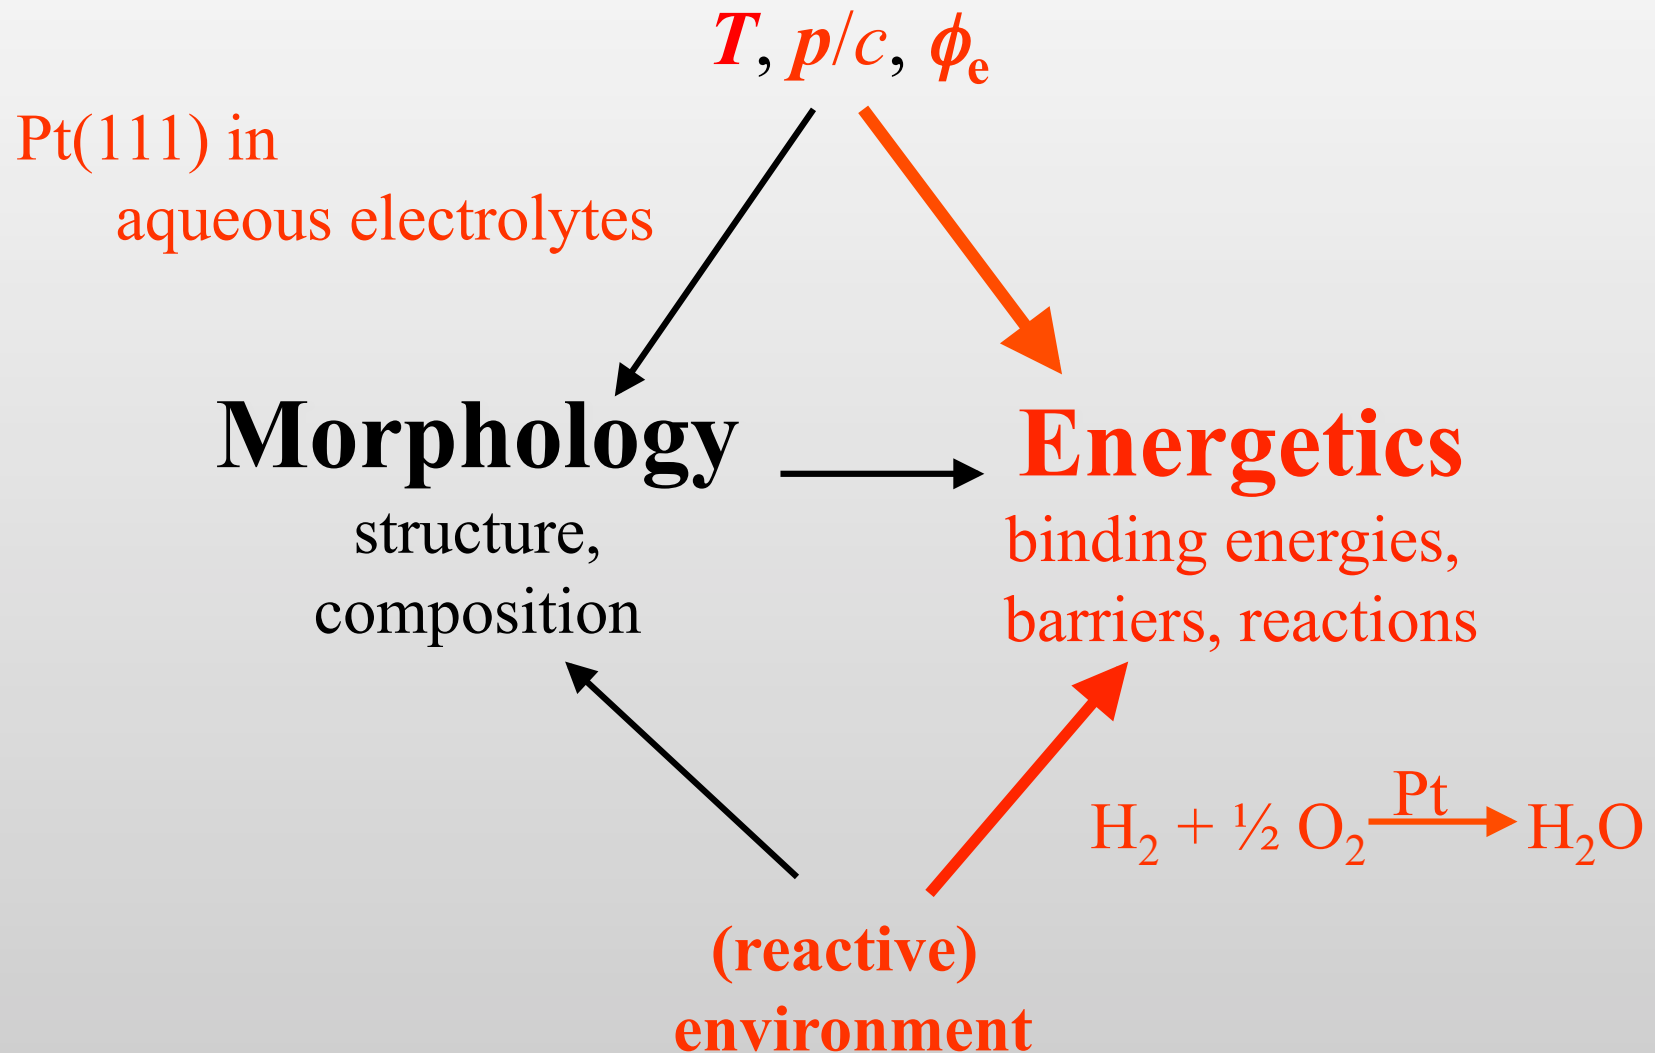 T, p/c, ϕe
Pt(111) in
aqueous electrolytes
Morphology
structure,
composition
Energetics
binding energies,
barriers, reactions
Pt
H₂ + ½ O₂ → H₂O
(reactive)
environment